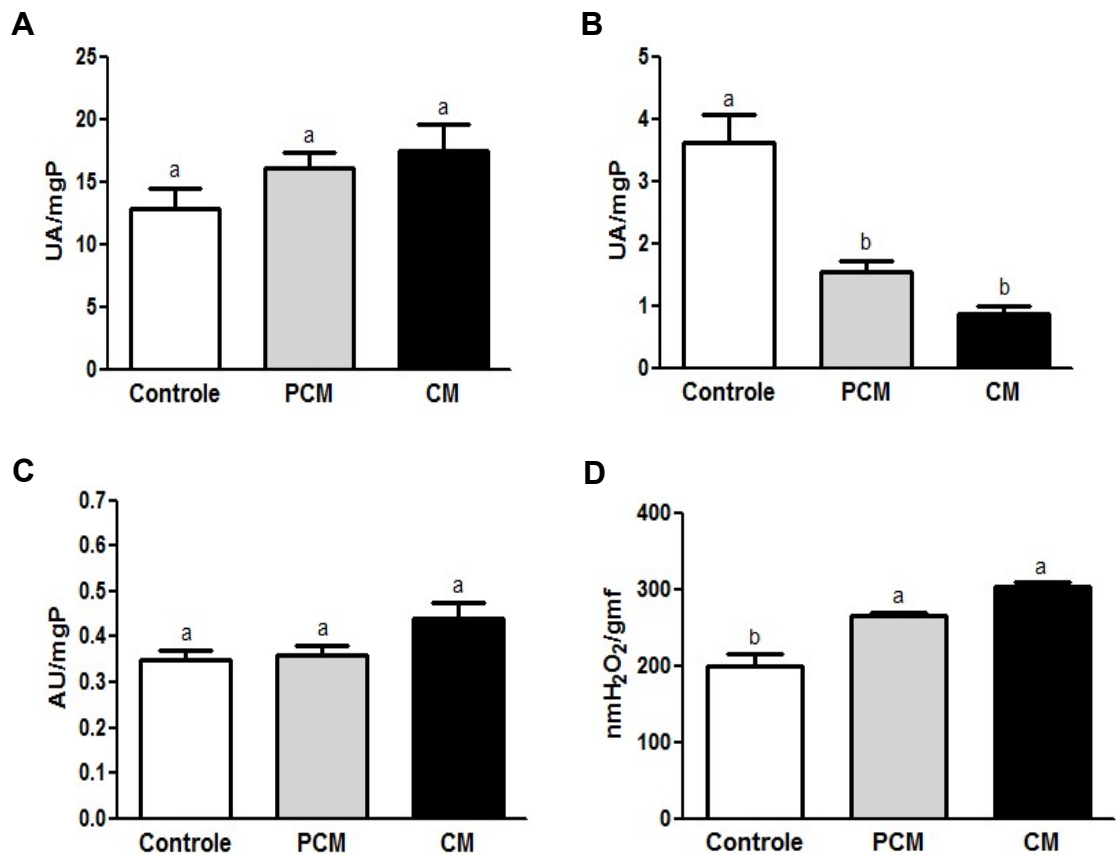 A
UA/mgP
25
20
15
10
5
0
a
a
a
Controle PCM CM
B
UA/mgP
5
4
3
2
1
0
a
b
b
Controle PCM CM
C
AU/mgP
0.7
0.6
0.5
0.4
0.3
0.2
0.1
0.0
a
a
a
Controle PCM CM
D
nmH₂O₂/gmf
400
300
200
100
0
b
a
a
Controle PCM CM